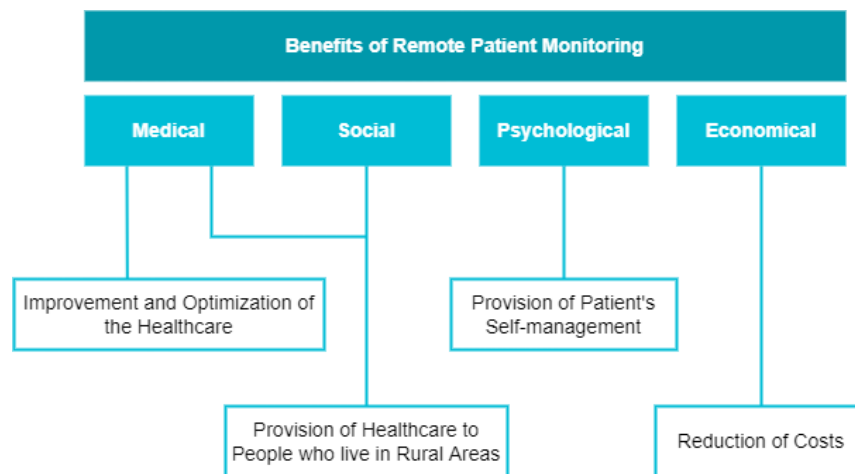 Benefits of Remote Patient Monitoring
Medical
Social
Psychological
Economical
Improvement and Optimization of
the Healthcare
Provision of Patient's
Self-management
Provision of Healthcare to
People who live in Rural Areas
Reduction of Costs